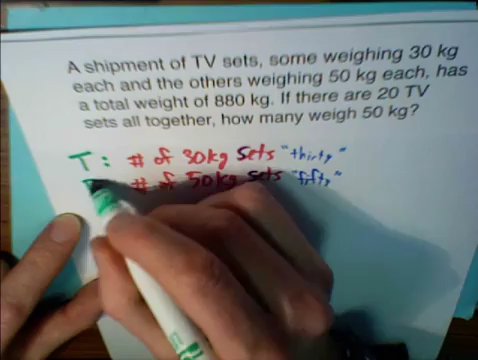 A shipment of TV sets, some weighing 30 kg
each and the others weighing 50 kg each, has
a total weight of 880 kg. If there are 20 TV
sets all together, how many weigh 50 kg?
T: # of 30kg sets "thirty"
# of 50kg sets "fifty"